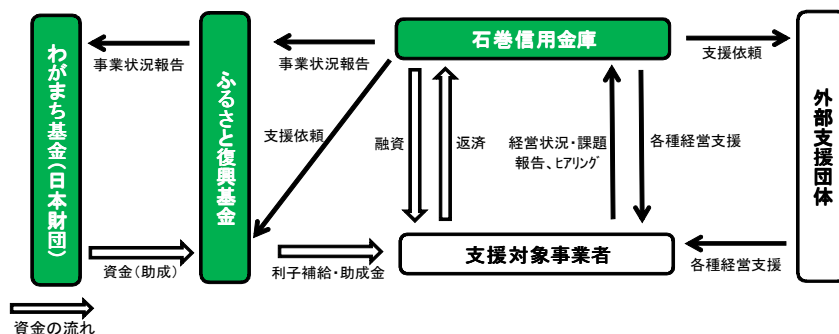 わがまち基金(日本財団)
事業状況報告
ふるさと復興基金
事業状況報告
石巻信用金庫
支援依頼
外部支援団体
支援依頼
融資
返済
経営状況・課題
報告、ヒアリング
各種経営支援
資金(助成)
利子補給・助成金
支援対象事業者
各種経営支援
資金の流れ